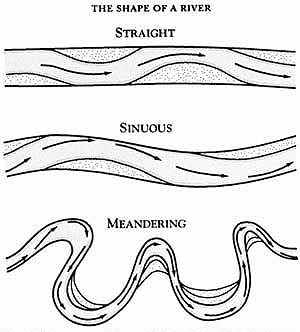 THE SHAPE OF A RIVER
STRAIGHT
SINUOUS
MEANDERING